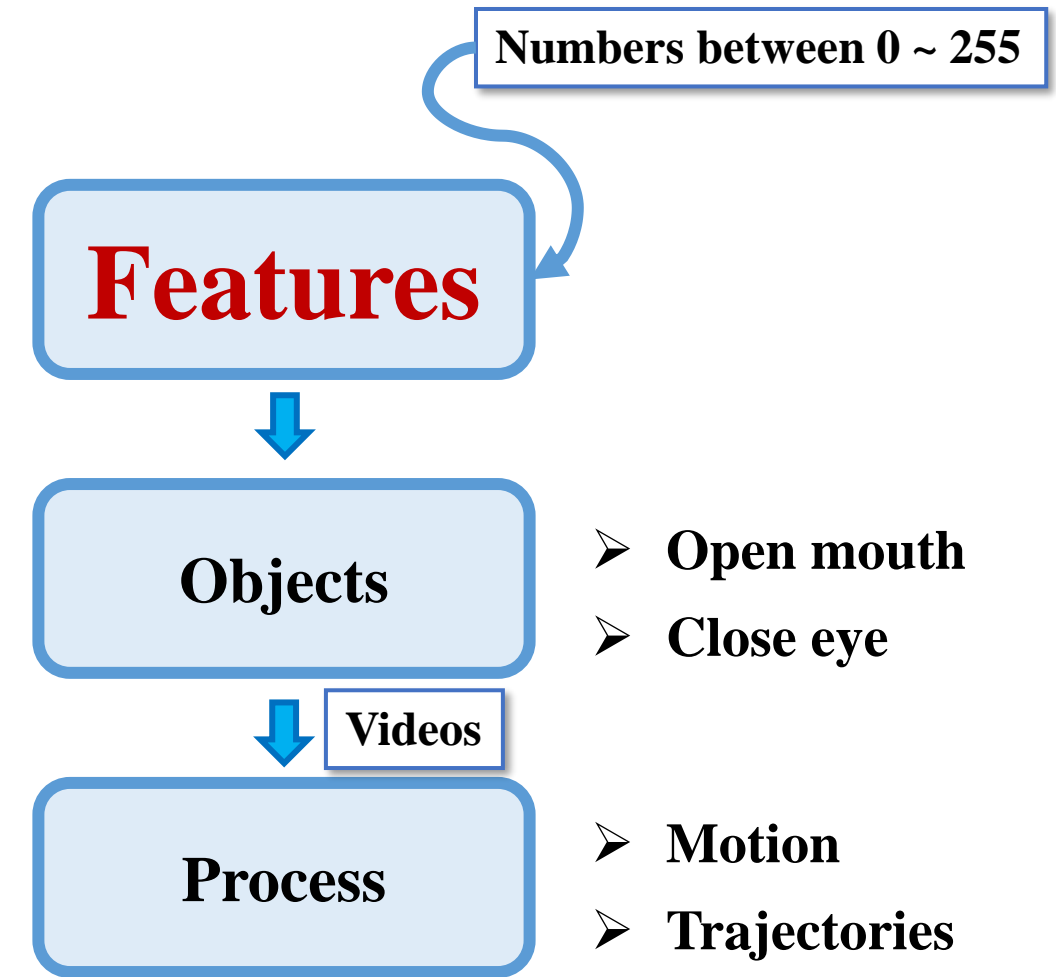 Numbers between 0 ~ 255
Features
Objects
➢ Open mouth
➢ Close eye
Videos
Process
➢ Motion
➢ Trajectories